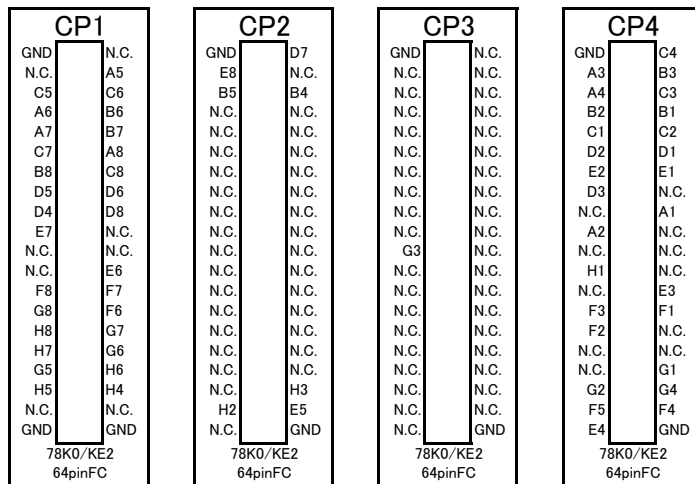 CP1
GND N.C.
N.C. A5
C5 C6
A6 B6
A7 B7
C7 A8
B8 C8
D5 D6
D4 D8
E7 N.C.
N.C. N.C.
N.C. E6
F8 F7
G8 F6
H8 G7
H7 G6
G5 H6
H5 H4
N.C. N.C.
GND GND
78K0/KE2
64pinFC
CP2
GND D7
E8 N.C.
B5 B4
N.C. N.C.
N.C. N.C.
N.C. N.C.
N.C. N.C.
N.C. N.C.
N.C. N.C.
N.C. N.C.
N.C. N.C.
N.C. N.C.
N.C. N.C.
N.C. N.C.
N.C. N.C.
N.C. N.C.
N.C. N.C.
N.C. H3
H2 E5
N.C. GND
78K0/KE2
64pinFC
CP3
GND N.C.
N.C. N.C.
N.C. N.C.
N.C. N.C.
N.C. N.C.
N.C. N.C.
N.C. N.C.
N.C. N.C.
N.C. N.C.
N.C. N.C.
G3 N.C.
N.C. N.C.
N.C. N.C.
N.C. N.C.
N.C. N.C.
N.C. N.C.
N.C. N.C.
N.C. N.C.
N.C. N.C.
N.C. GND
78K0/KE2
64pinFC
CP4
GND C4
A3 B3
A4 C3
B2 B1
C1 C2
D2 D1
E2 E1
D3 N.C.
N.C. A1
A2 N.C.
N.C. N.C.
H1 N.C.
N.C. E3
F3 F1
F2 N.C.
N.C. N.C.
N.C. G1
G2 G4
F5 F4
E4 GND
78K0/KE2
64pinFC